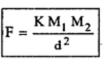 F = K M₁ M₂ / d²